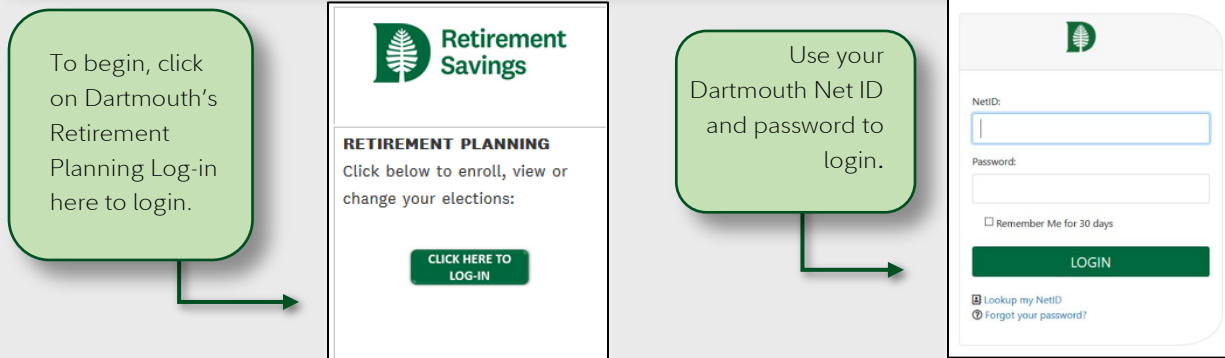 To begin, click
on Dartmouth's
Retirement
Planning Log-in
here to login.
D Retirement
Savings
RETIREMENT PLANNING
Click below to enroll, view or
change your elections:
CLICK HERE TO
LOG-IN
Use your
Dartmouth Net ID
and password to
login.
D
NetID:
Password:
Remember Me for 30 days
LOGIN
Lookup my NetID
Forgot your password?